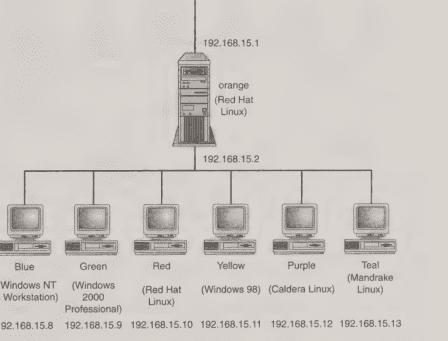 192.168.15.1
orange
(Red Hat
Linux)
192.168.15.2
Blue
Green
Red
Yellow
Purple
Teal
Windows NT
Workstation)
(Windows
2000
Professional)
(Red Hat
Linux)
(Windows 98)
(Caldera Linux)
(Mandrake
Linux)
92.168.15.8
192.168.15.9
192.168.15.10
192.168.15.11
192.168.15.12
192.168.15.13